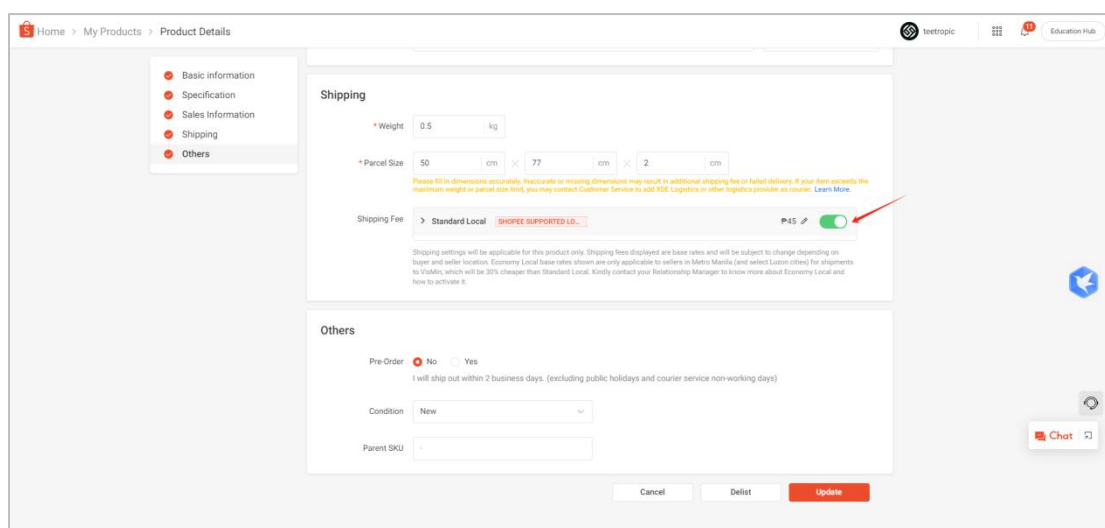 Home > My Products > Product Details
teetropic
11
Education Hub
Basic information
Specification
Sales Information
Shipping
Others
Shipping
* Weight 0.5 kg
* Parcel Size 50 cm × 77 cm × 2 cm
Please fill in dimensions accurately. Inaccurate or missing dimensions may result in additional shipping fee or failed delivery. If your item exceeds the
maximum weight or parcel size limit, you may contact Customer Service to add XDE Logistics or other logistics provider as courier. Learn More.
Shipping Fee > Standard Local SHOPEE SUPPORTED LO... ₱45
Shipping settings will be applicable for this product only. Shipping fees displayed are base rates and will be subject to change depending on
buyer and seller location. Economy Local base rates shown are only applicable to sellers in Metro Manila (and select Luzon cities) for shipments
to VisMin, which will be 30% cheaper than Standard Local. Kindly contact your Relationship Manager to know more about Economy Local and
how to activate it.
Others
Pre-Order No Yes
I will ship out within 2 business days. (excluding public holidays and courier service non-working days)
Condition New
Parent SKU -
Chat
Cancel Delist Update